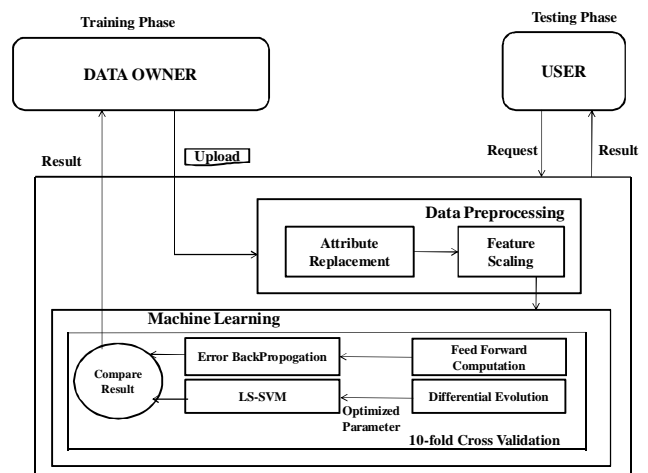 Training Phase
Testing Phase
DATA OWNER
USER
Result
Upload
Request
Result
Data Preprocessing
Attribute
Replacement
Feature
Scaling
Machine Learning
Compare
Result
Error BackPropogation
Feed Forward
Computation
LS-SVM
Optimized
Parameter
Differential Evolution
10-fold Cross Validation